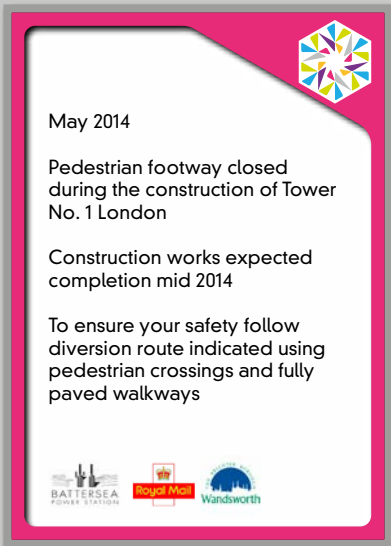 May 2014
Pedestrian footway closed
during the construction of Tower
No. 1 London
Construction works expected
completion mid 2014
To ensure your safety follow
diversion route indicated using
pedestrian crossings and fully
paved walkways
BATTERSEA
POWER STATION
Royal Mail
Wandsworth